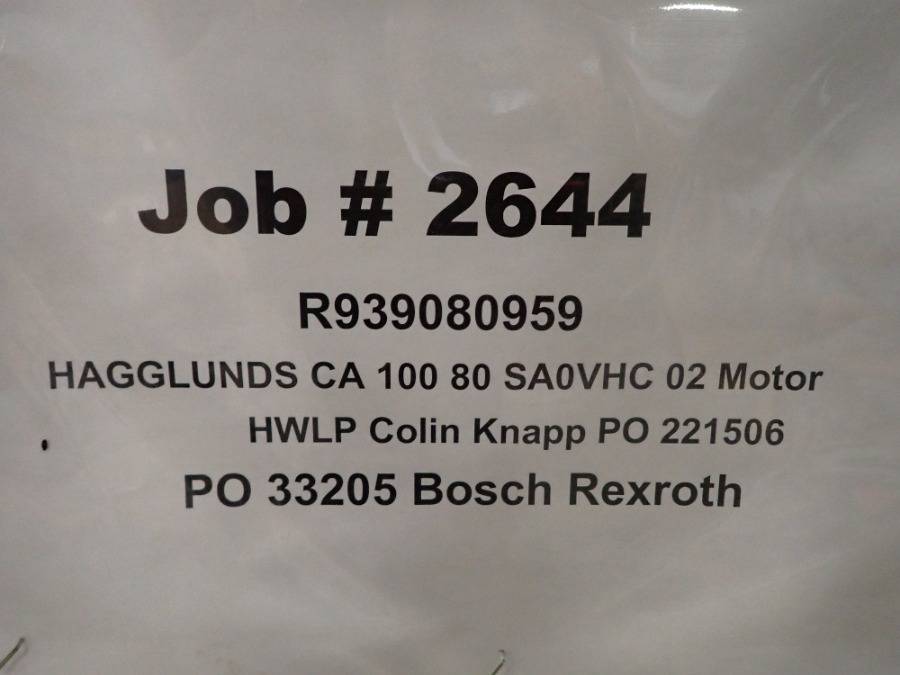 Job # 2644
R939080959
HAGGLUNDS CA 100 80 SA0VHC 02 Motor
HWLP Colin Knapp PO 221506
PO 33205 Bosch Rexroth